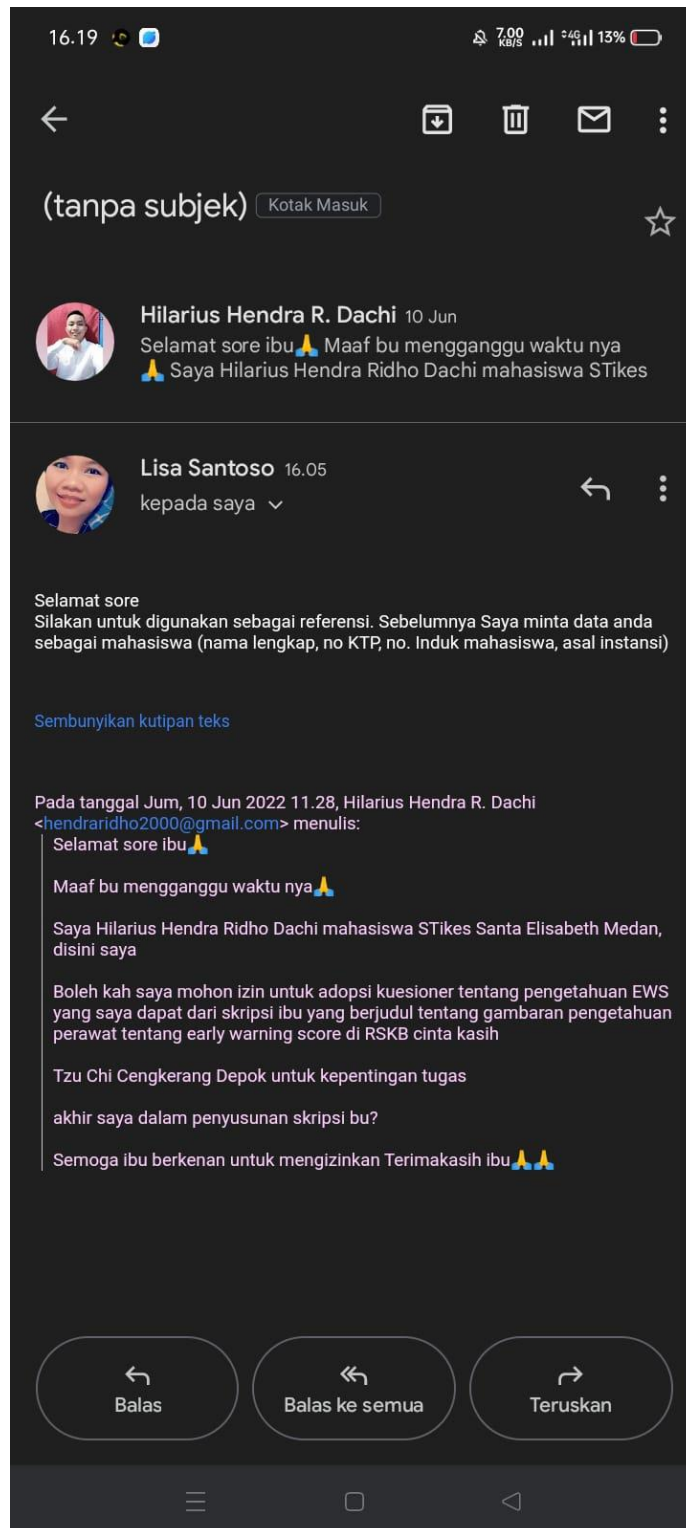 16.19
7.00 KB/S 4G 13%
(tanpa subjek) Kotak Masuk
Hilarius Hendra R. Dachi 10 Jun
Selamat sore ibu🙏 Maaf bu mengganggu waktu nya
🙏 Saya Hilarius Hendra Ridho Dachi mahasiswa STikes
Lisa Santoso 16.05
kepada saya
Selamat sore
Silakan untuk digunakan sebagai referensi. Sebelumnya Saya minta data anda
sebagai mahasiswa (nama lengkap, no KTP, no. Induk mahasiswa, asal instansi)
Sembunyikan kutipan teks
Pada tanggal Jum, 10 Jun 2022 11.28, Hilarius Hendra R. Dachi
<hendraridho2000@gmail.com> menulis:
Selamat sore ibu🙏
Maaf bu mengganggu waktu nya🙏
Saya Hilarius Hendra Ridho Dachi mahasiswa STikes Santa Elisabeth Medan,
disini saya
Boleh kah saya mohon izin untuk adopsi kuesioner tentang pengetahuan EWS
yang saya dapat dari skripsi ibu yang berjudul tentang gambaran pengetahuan
perawat tentang early warning score di RSKB cinta kasih
Tzu Chi Cengkerang Depok untuk kepentingan tugas
akhir saya dalam penyusunan skripsi bu?
Semoga ibu berkenan untuk mengizinkan Terimakasih ibu🙏🙏
Balas
Balas ke semua
Teruskan